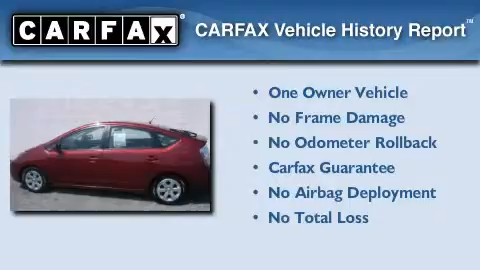 CARFAX®
CARFAX Vehicle History Report™
• One Owner Vehicle
• No Frame Damage
• No Odometer Rollback
• Carfax Guarantee
• No Airbag Deployment
• No Total Loss